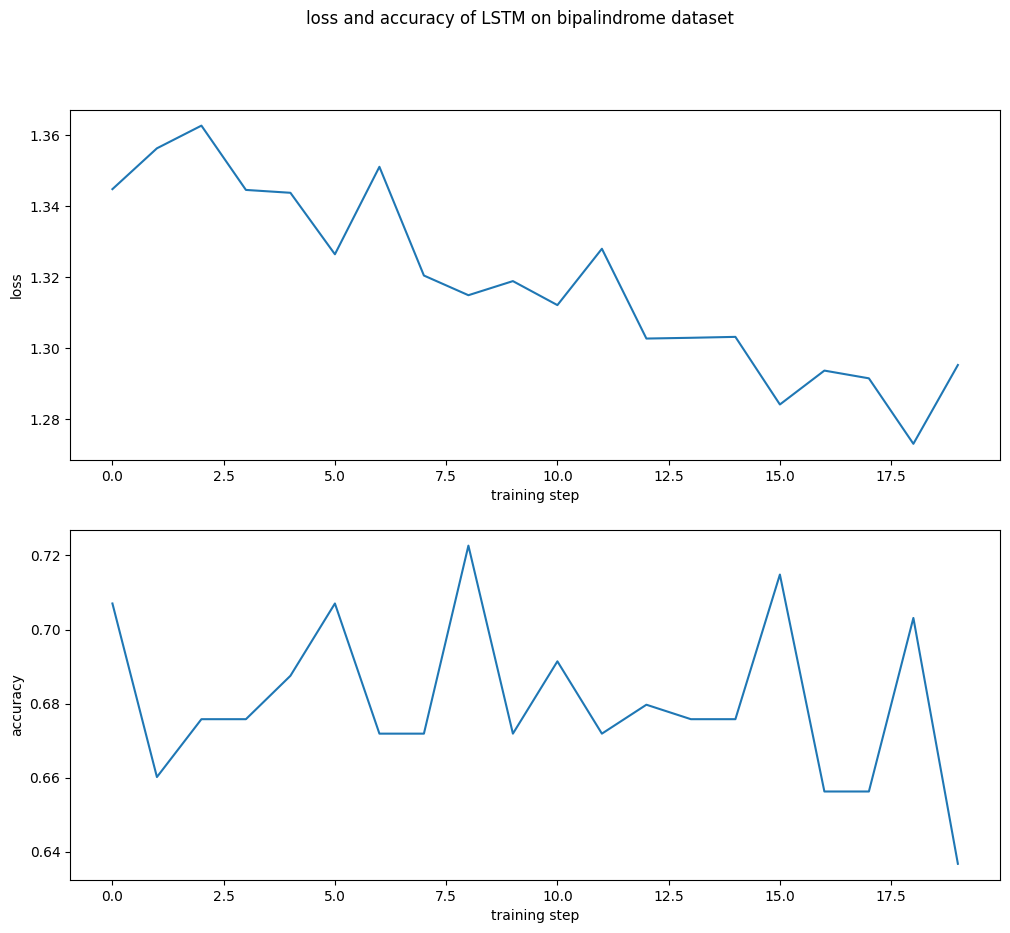 loss and accuracy of LSTM on bipalindrome dataset
1.36
1.34
1.32
1.30
1.28
loss
0.0 2.5 5.0 7.5 10.0 12.5 15.0 17.5
training step
0.72
0.70
0.68
0.66
0.64
accuracy
0.0 2.5 5.0 7.5 10.0 12.5 15.0 17.5
training step